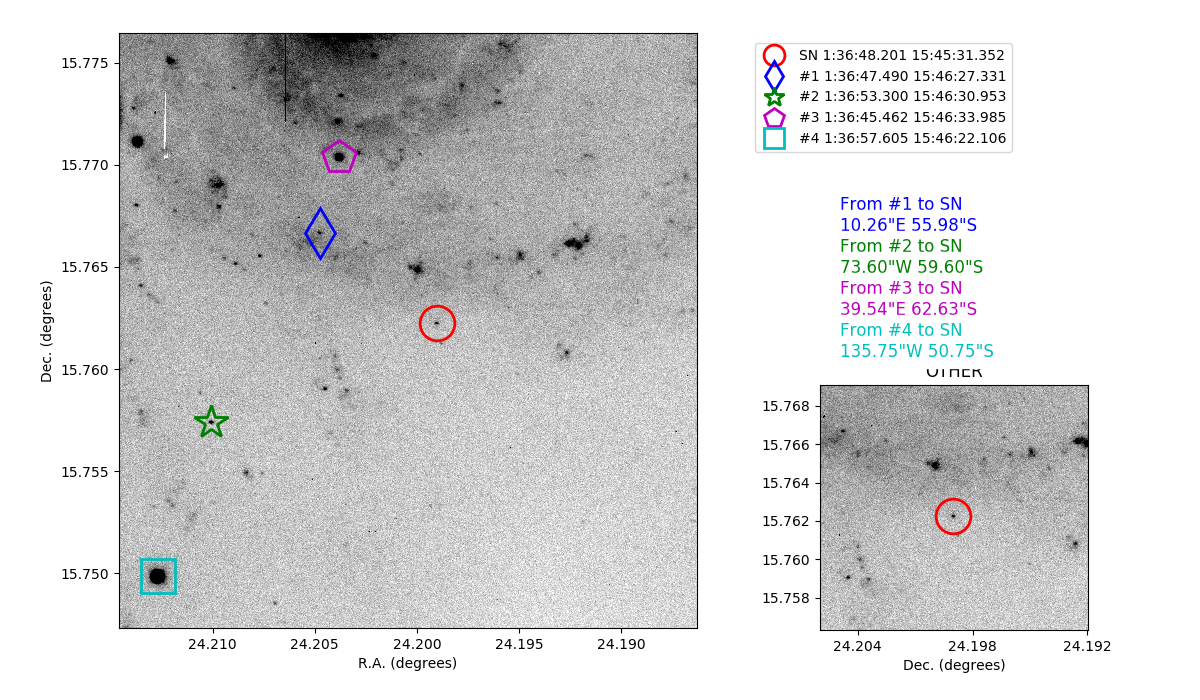 15.775
15.770
15.765
15.760
15.755
15.750
Dec. (degrees)
24.210
24.205
24.200
24.195
24.190
R.A. (degrees)
SN 1:36:48.201 15:45:31.352
#1 1:36:47.490 15:46:27.331
#2 1:36:53.300 15:46:30.953
#3 1:36:45.462 15:46:33.985
#4 1:36:57.605 15:46:22.106
From #1 to SN
10.26"E 55.98"S
From #2 to SN
73.60"W 59.60"S
From #3 to SN
39.54"E 62.63"S
From #4 to SN
135.75"W 50.75"S
OTHER
15.768
15.766
15.764
15.762
15.760
15.758
24.204
24.198
24.192
Dec. (degrees)